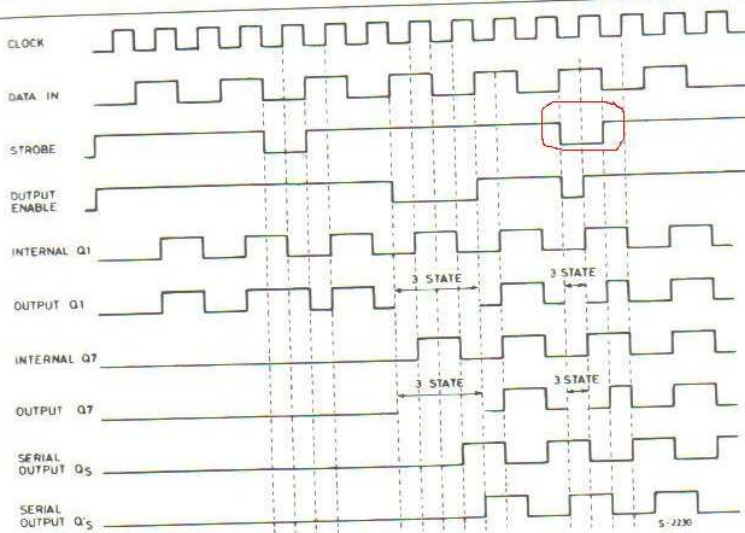 CLOCK
DATA IN
STROBE
OUTPUT
ENABLE
INTERNAL Q1
3 STATE
3 STATE
OUTPUT Q1
INTERNAL Q7
3 STATE
3 STATE
OUTPUT Q7
SERIAL
OUTPUT QS
SERIAL
OUTPUT Q'S
S-2230